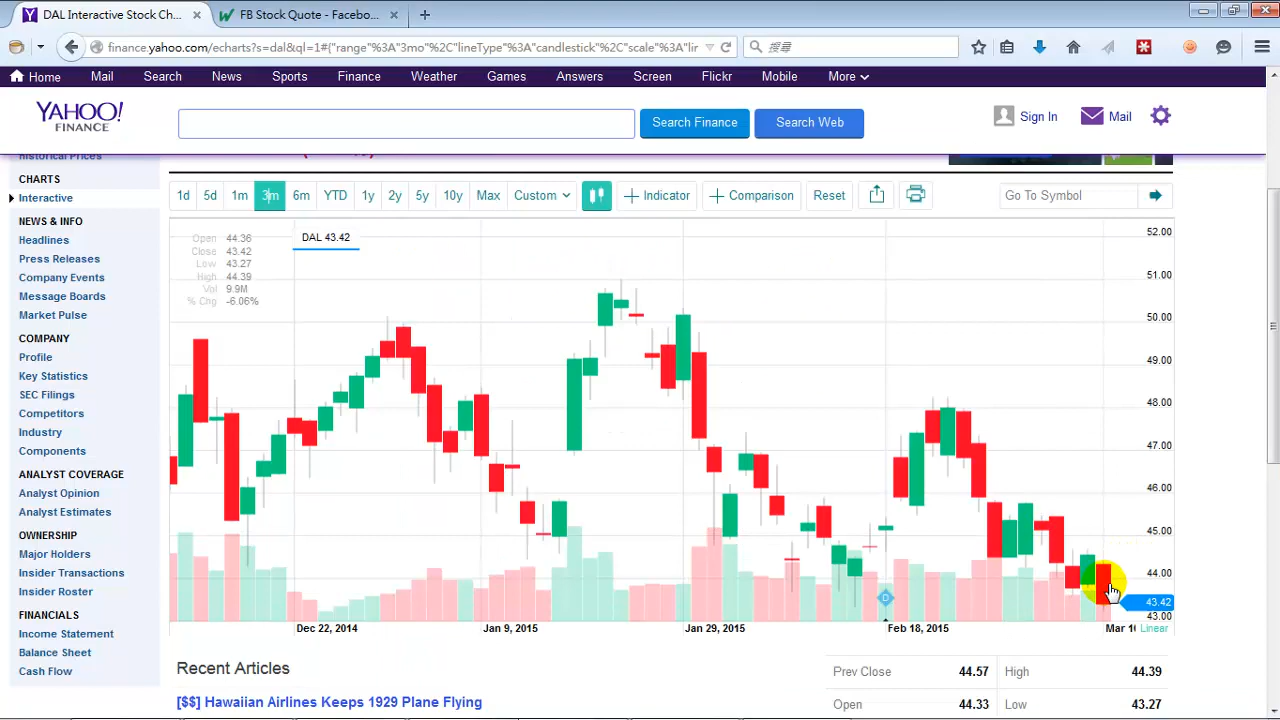 DAL Interactive Stock Ch...
FB Stock Quote - Facebo...
finance.yahoo.com/echarts?s=dal&ql=1#{"range"%3A"3mo"%2C"lineType"%3A"candlestick"%2C"scale"%3A"lir
搜尋
Home Mail Search News Sports Finance Weather Games Answers Screen Flickr Mobile More
YAHOO!
FINANCE
Search Finance
Search Web
Sign In
Mail
Historical Prices
CHARTS
Interactive
NEWS & INFO
Headlines
Press Releases
Company Events
Message Boards
Market Pulse
COMPANY
Profile
Key Statistics
SEC Filings
Competitors
Industry
Components
ANALYST COVERAGE
Analyst Opinion
Analyst Estimates
OWNERSHIP
Major Holders
Insider Transactions
Insider Roster
FINANCIALS
Income Statement
Balance Sheet
Cash Flow
1d 5d 1m 3m 6m YTD 1y 2y 5y 10y Max Custom Indicator Comparison Reset Go To Symbol
Open 44.36
Close 43.42
Low 43.27
High 44.39
Vol 9.9M
% Chg -6.06%
DAL 43.42
52.00
51.00
50.00
49.00
48.00
47.00
46.00
45.00
44.00
43.42
43.00
D
Dec 22, 2014 Jan 9, 2015 Jan 29, 2015 Feb 18, 2015 Mar 1 Linear
Recent Articles
[$$] Hawaiian Airlines Keeps 1929 Plane Flying
Prev Close 44.57 High 44.39
Open 44.33 Low 43.27